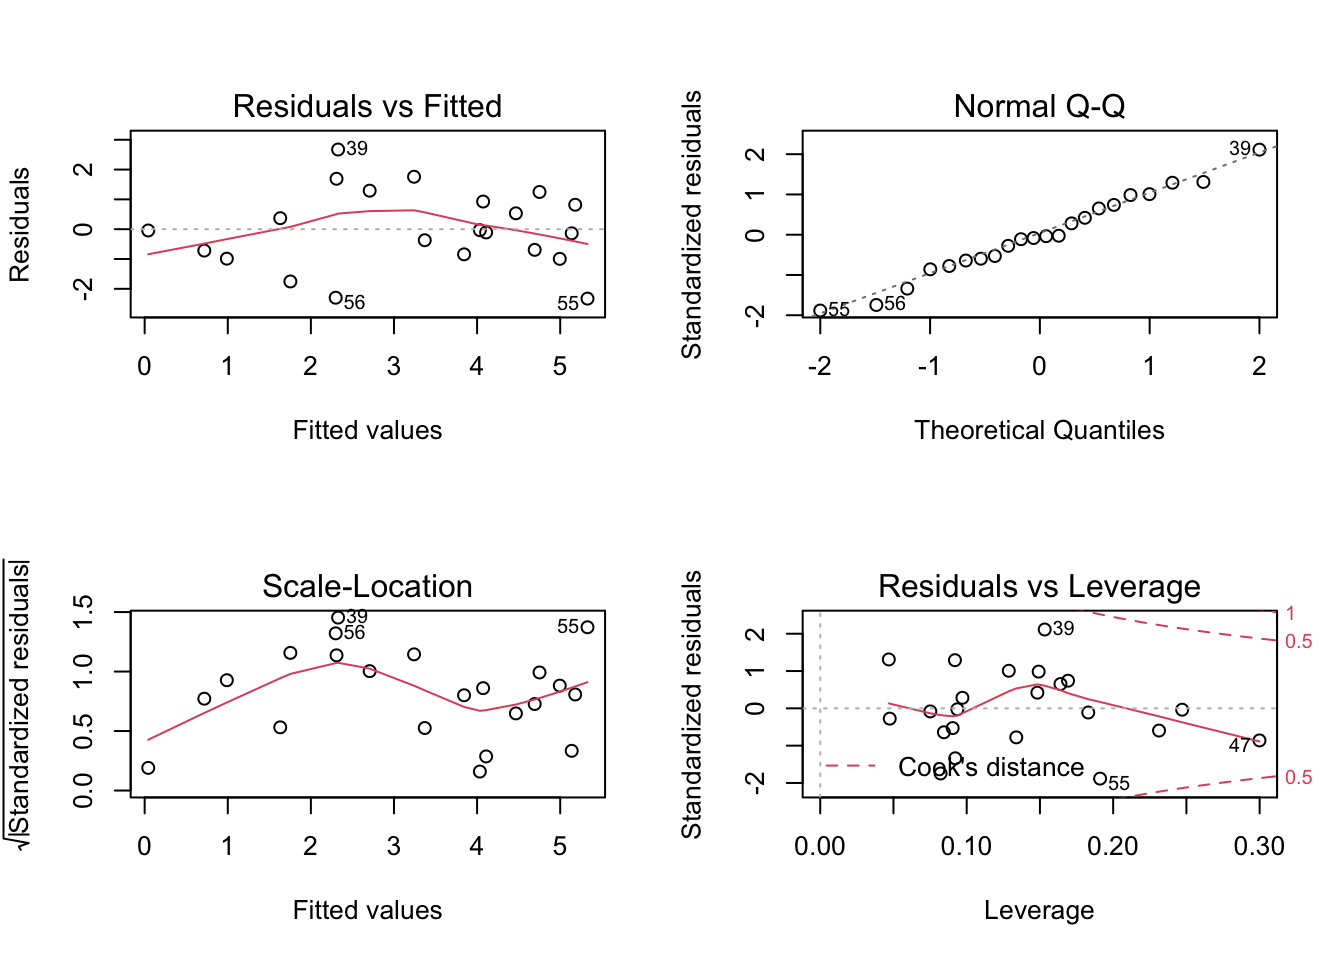 Residuals vs Fitted
Residuals
2
0
-2
39
56
55
0 1 2 3 4 5
Fitted values
Normal Q-Q
Standardized residuals
2
1
0
-2
39
55
56
-2 -1 0 1 2
Theoretical Quantiles
Scale-Location
√|Standardized residuals|
1.5
1.0
0.5
0.0
39
56
55
0 1 2 3 4 5
Fitted values
Residuals vs Leverage
Standardized residuals
2
1
0
-2
39
47
55
Cook's distance
1
0.5
0.5
0.00 0.10 0.20 0.30
Leverage